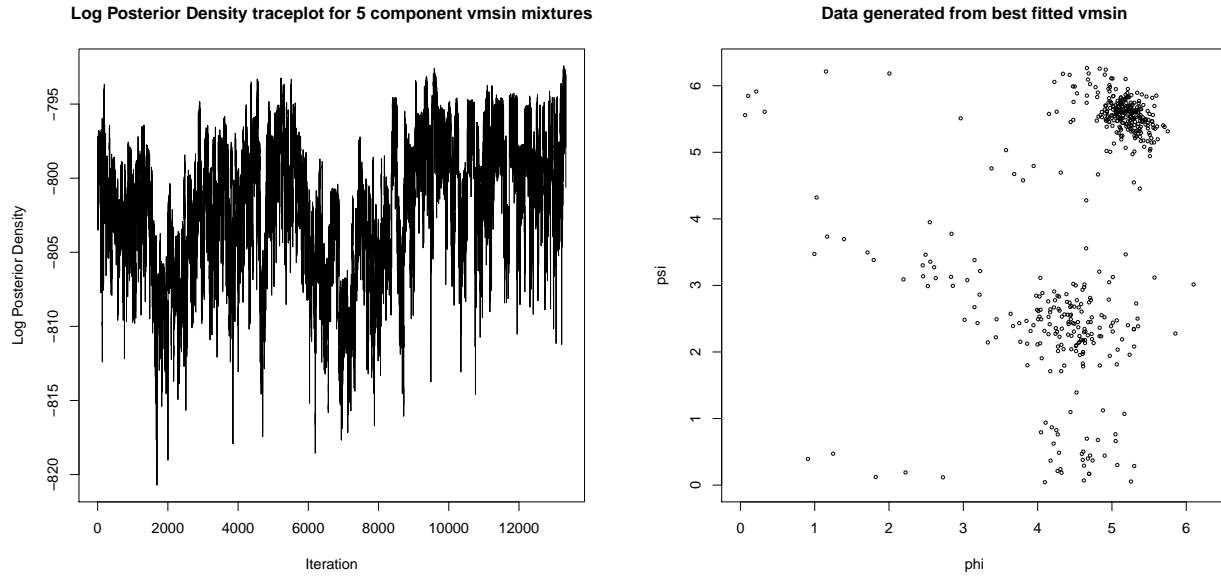 Log Posterior Density traceplot for 5 component vmsin mixtures
Log Posterior Density
−795
−800
−805
−810
−815
−820
0 2000 4000 6000 8000 10000 12000
Iteration
Data generated from best fitted vmsin
psi
6
5
4
3
2
1
0
0 1 2 3 4 5 6
phi